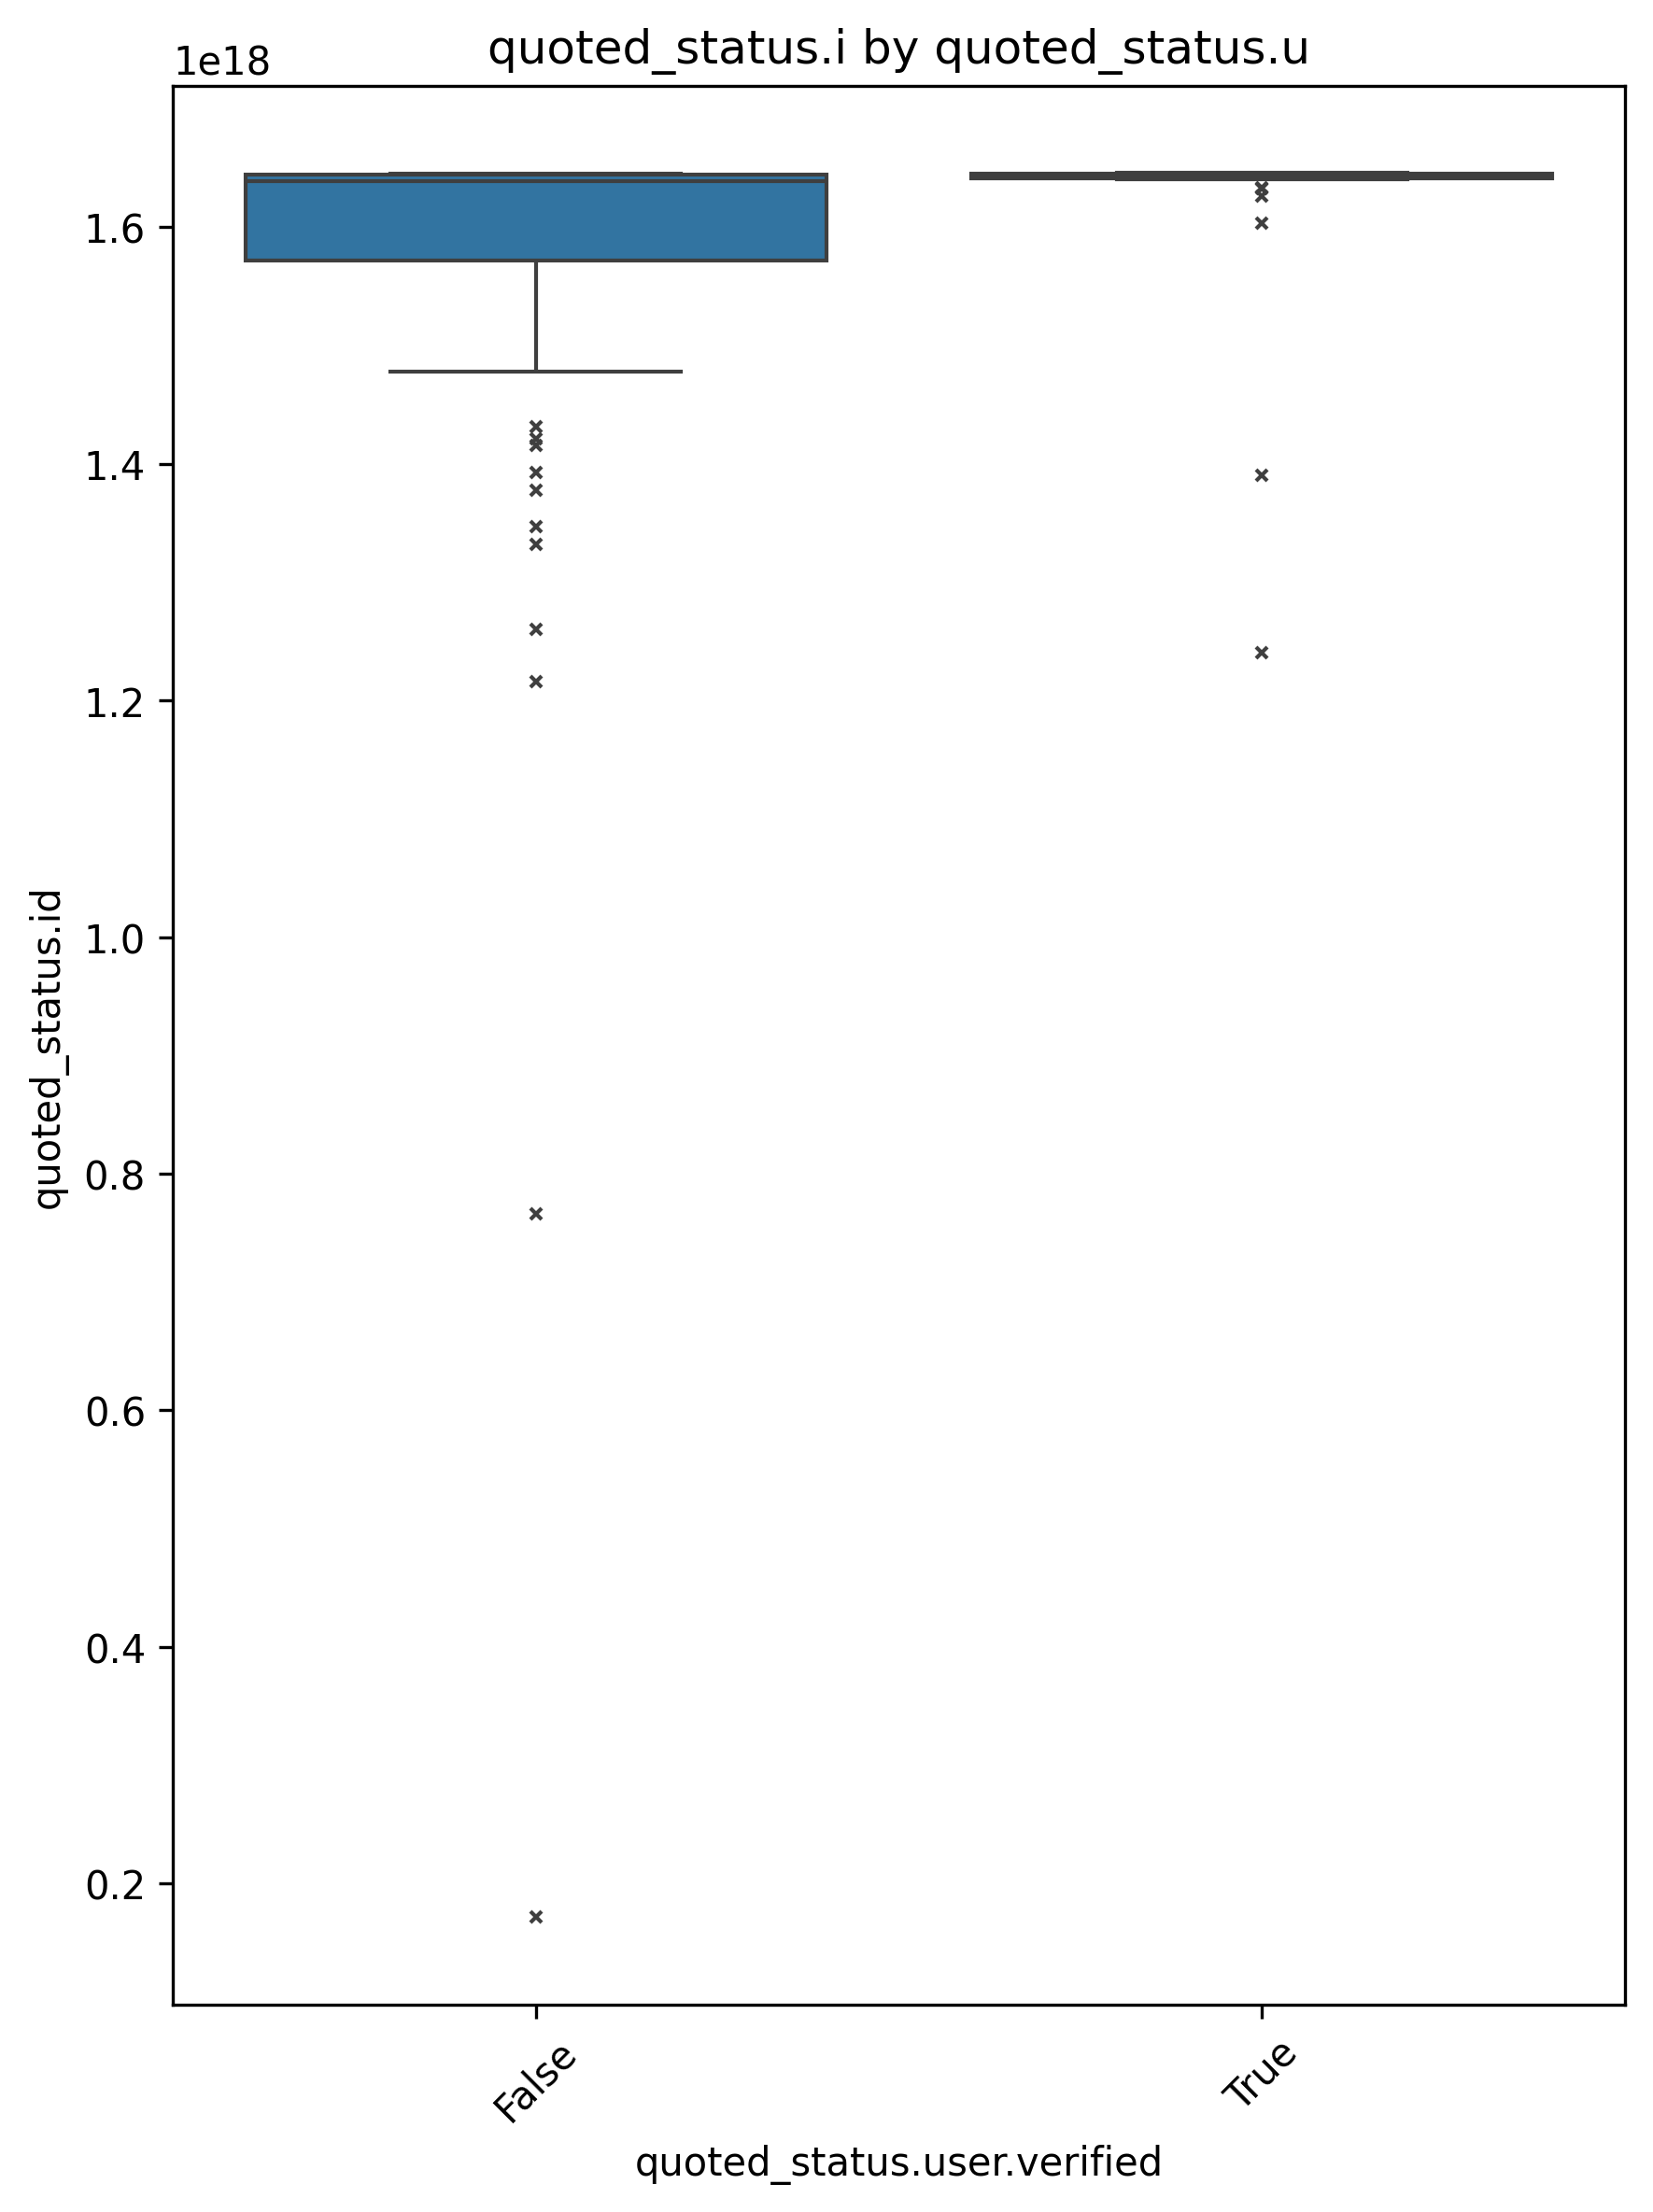 quoted_status.i by quoted_status.u
1e18
1.6
1.4
1.2
1.0
0.8
0.6
0.4
0.2
quoted_status.id
False
True
quoted_status.user.verified